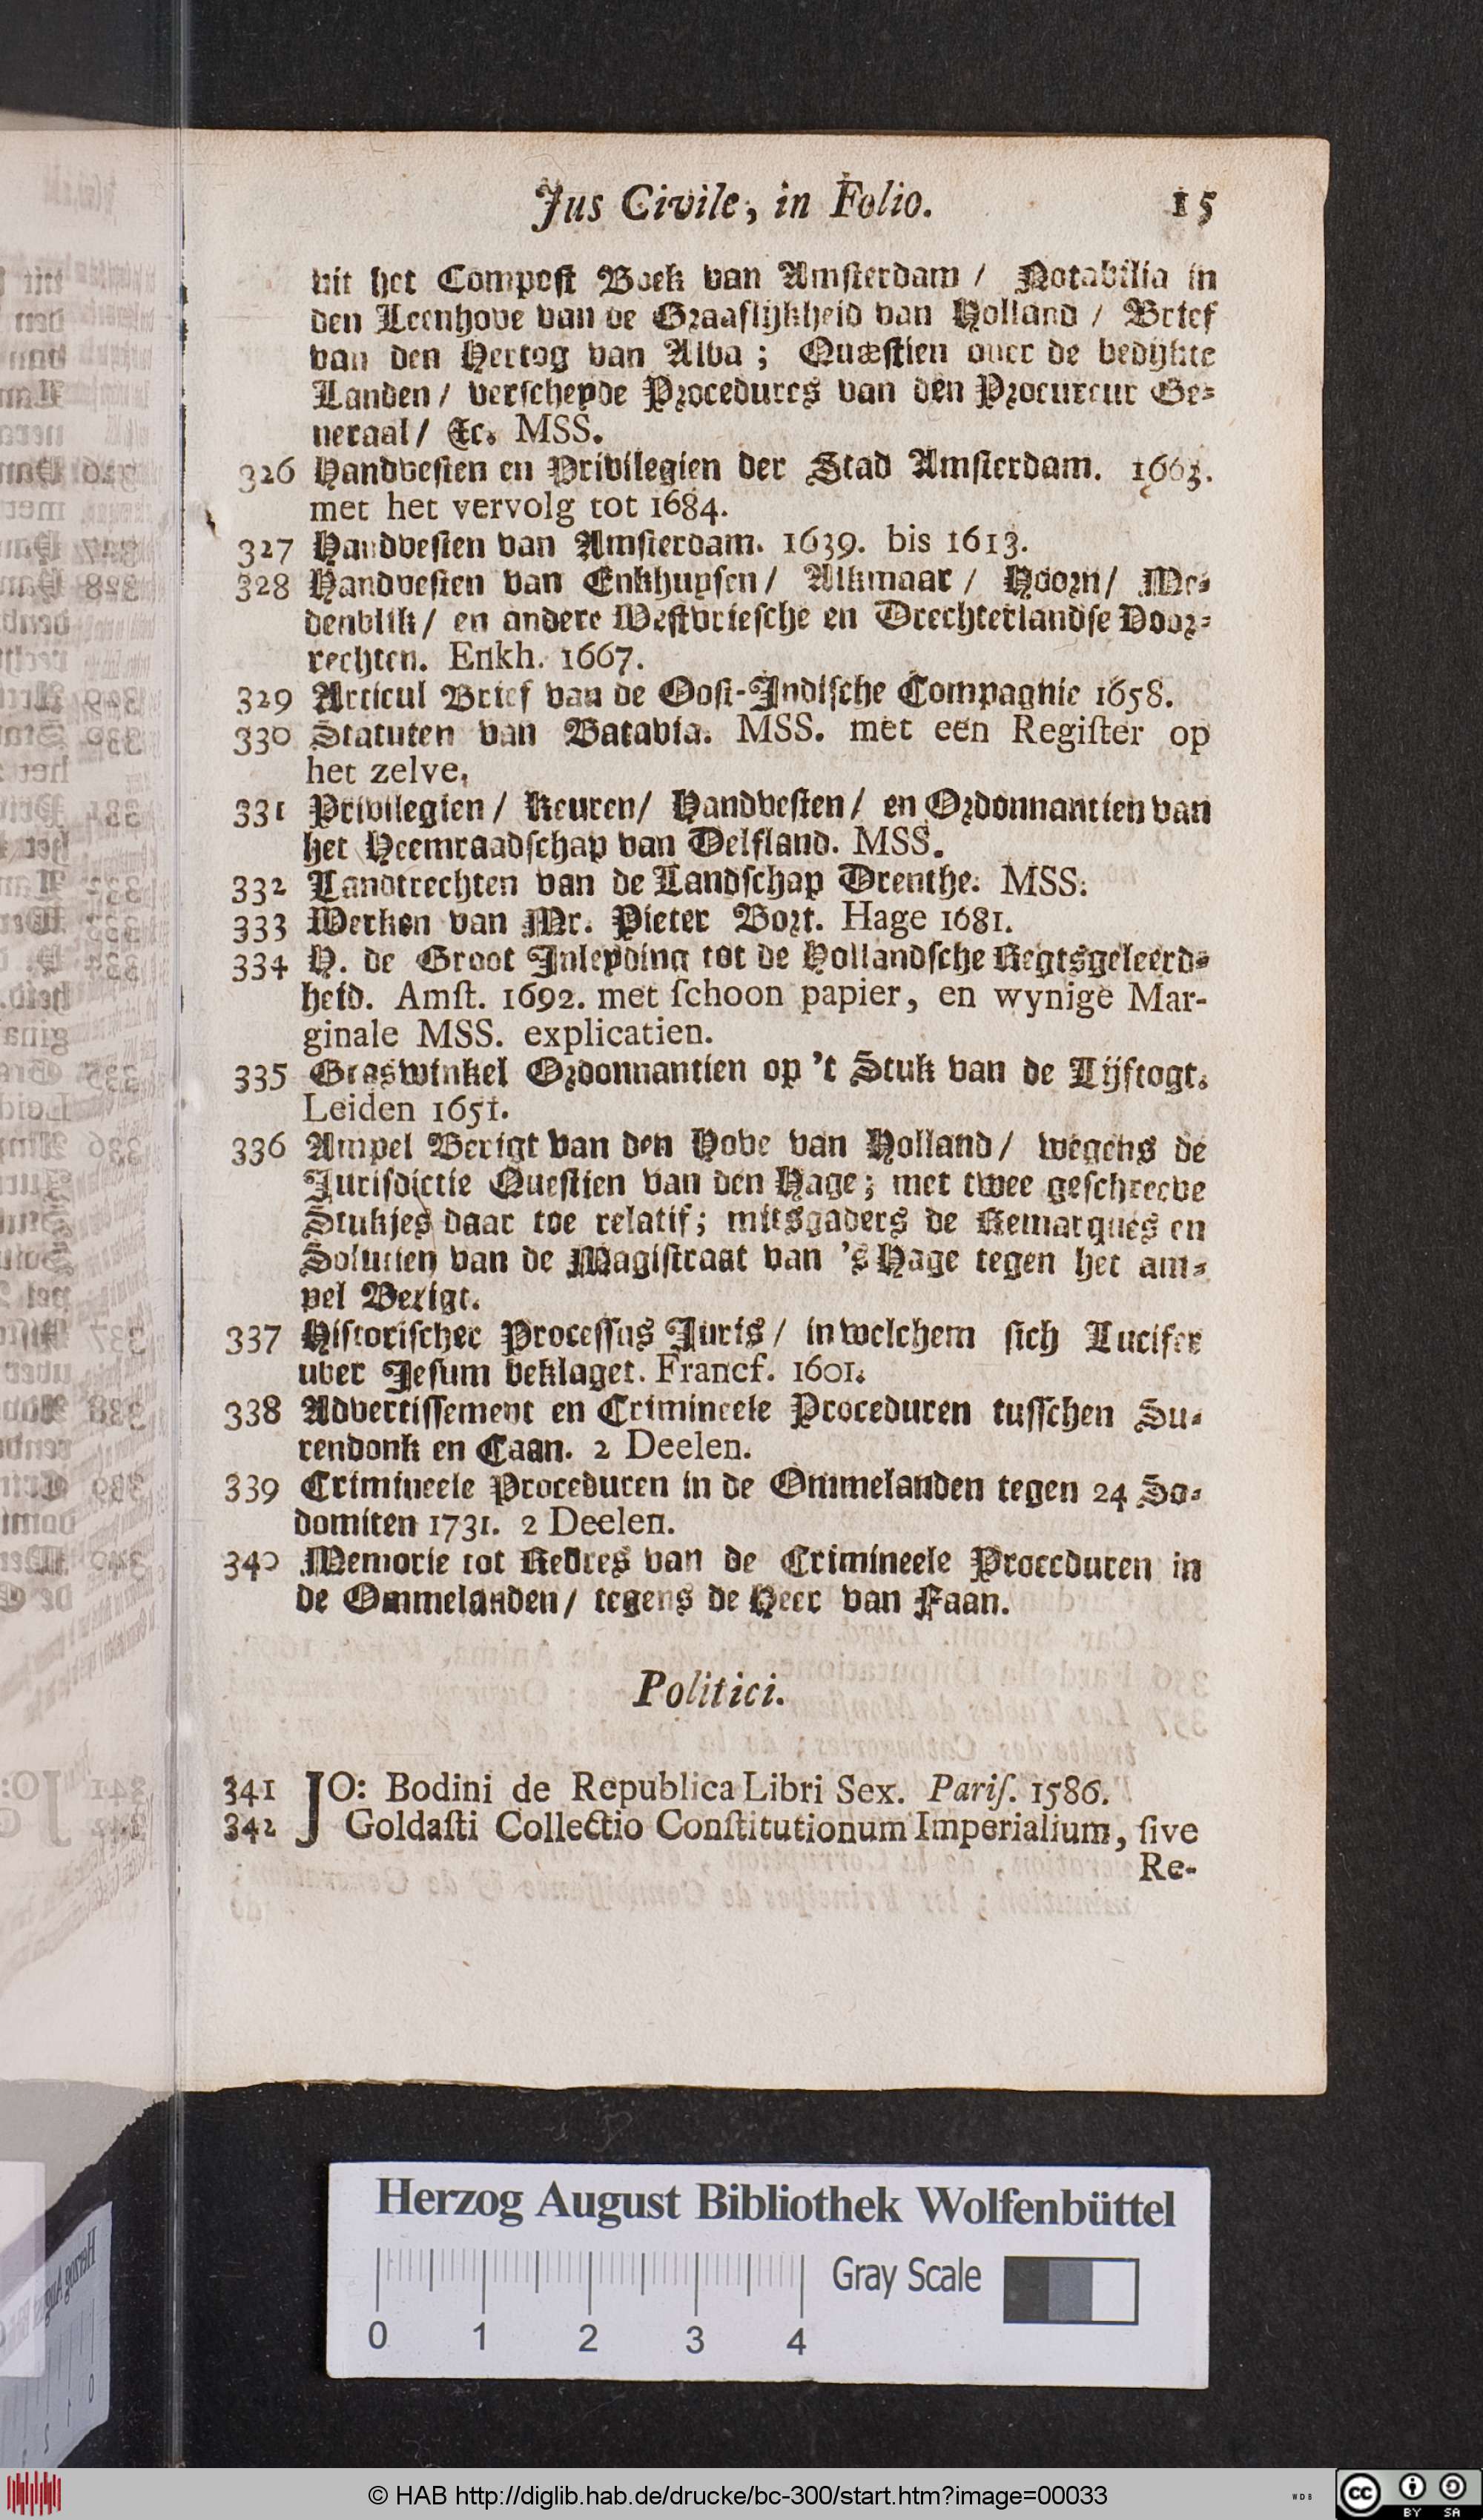 Jus Civile, in Folio. 15
uit het Compost Boek van Amsterdam / Notabilia in
den Leenhove van de Graaflijkheid van Holland / Brief
van den Hertog van Alba ; Quæstien over de bedijkte
Landen / verscheyde Procedures van den Procureur Ge-
neraal / &c. MSS.
326 Handvesten en Privilegien der Stad Amsterdam. 1663.
met het vervolg tot 1684.
327 Handvesten van Amsterdam. 1639. bis 1613.
328 Handvesten van Enkhuysen / Alkmaar / Hoorn / Me-
denblik / en andere Westvriesche en Drechterlandse Door-
rechten. Enkh. 1667.
329 Articul Brief van de Oost-Indische Compagnie 1658.
330 Statuten van Batavia. MSS. met een Regiſter op
het zelve.
331 Privilegien / Keuren / Handvesten / en Ordonnantien van
het Heemraadſchap van Delfland. MSS.
332 Landtrechten van de Landſchap Drenthe. MSS.
333 Werken van Mr. Pieter Bort. Hage 1681.
334 H. de Groot Inleyding tot de Hollandſche Regtsgeleerd-
heid. Amſt. 1692. met ſchoon papier, en wynige Mar-
ginale MSS. explicatien.
335 Graswinkel Ordonnantien op 't Stuk van de Lijftogt.
Leiden 1651.
336 Ampel Berigt van den Hove van Holland / wegens de
Jurisdictie Questien van den Hage; met twee geſchreeve
Stukjes daar toe relatif; mitsgaders de Remarques en
Solutien van de Magiſtraat van 's Hage tegen het am-
pel Berigt.
337 Hiſtoriſcher Proceſſus Juris / in welchem ſich Lucifer
uber Jeſum beklaget. Francf. 1601.
338 Advertiſſement en Crimineele Proceduren tuſſchen Su-
rendonk en Caan. 2 Deelen.
339 Crimineele Proceduren in de Ommelanden tegen 24 So-
domiten 1731. 2 Deelen.
340 Memorie tot Redres van de Crimineele Proceduren in
de Ommelanden / tegens de Heer van Faan.
Politici.
341 JO: Bodini de Republica Libri Sex. Pariſ. 1586.
342 Goldaſti Collectio Conſtitutionum Imperialium, ſive
Re-
Herzog August Bibliothek Wolfenbüttel
Gray Scale
0 1 2 3 4
© HAB http://diglib.hab.de/drucke/bc-300/start.htm?image=00033
WDB
cc BY SA